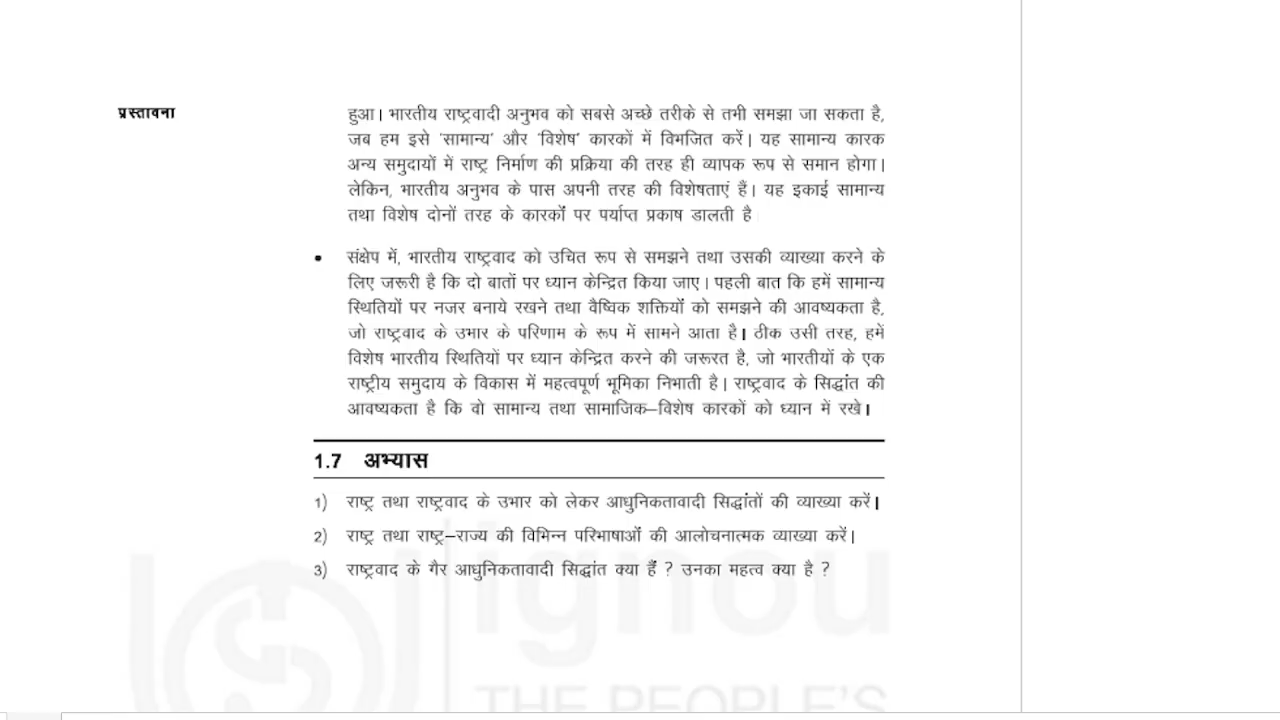 प्रस्तावना
हुआ। भारतीय राष्ट्रवादी अनुभव को सबसे अच्छे तरीके से तभी समझा जा सकता है,
जब हम इसे 'सामान्य' और 'विशेष' कारकों में विभजित करें। यह सामान्य कारक
अन्य समुदायों में राष्ट्र निर्माण की प्रक्रिया की तरह ही व्यापक रूप से समान होगा।
लेकिन, भारतीय अनुभव के पास अपनी तरह की विशेषताएं हैं। यह इकाई सामान्य
तथा विशेष दोनों तरह के कारकों पर पर्याप्त प्रकाष डालती है
• संक्षेप में, भारतीय राष्ट्रवाद को उचित रूप से समझने तथा उसकी व्याख्या करने के
लिए जरूरी है कि दो बातों पर ध्यान केन्द्रित किया जाए। पहली बात कि हमें सामान्य
स्थितियों पर नजर बनाये रखने तथा वैष्विक शक्तियों को समझने की आवष्यकता है,
जो राष्ट्रवाद के उभार के परिणाम के रूप में सामने आता है। ठीक उसी तरह, हमें
विशेष भारतीय स्थितियों पर ध्यान केन्द्रित करने की जरूरत है, जो भारतीयों के एक
राष्ट्रीय समुदाय के विकास में महत्वपूर्ण भूमिका निभाती है। राष्ट्रवाद के सिद्धांत की
आवष्यकता है कि वो सामान्य तथा सामाजिक–विशेष कारकों को ध्यान में रखे।
1.7 अभ्यास
1) राष्ट्र तथा राष्ट्रवाद के उभार को लेकर आधुनिकतावादी सिद्धांतों की व्याख्या करें।
2) राष्ट्र तथा राष्ट्र–राज्य की विभिन्न परिभाषाओं की आलोचनात्मक व्याख्या करें।
3) राष्ट्रवाद के गैर आधुनिकतावादी सिद्धांत क्या हैं ? उनका महत्व क्या है ?
ignou
THE PEOPLE'S